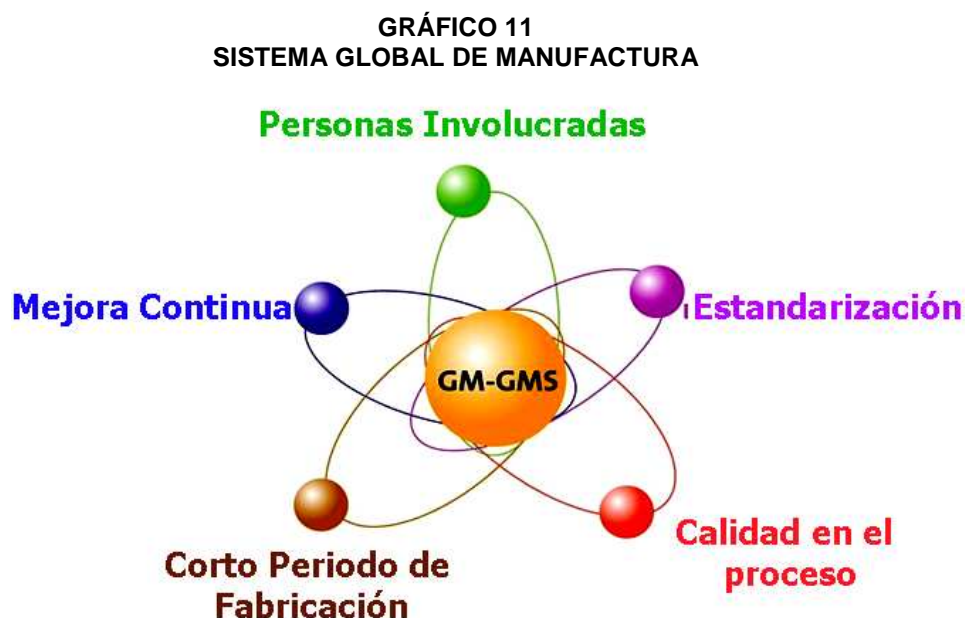 GRÁFICO 11
SISTEMA GLOBAL DE MANUFACTURA
Personas Involucradas
Mejora Continua
Estandarización
GM-GMS
Calidad en el
proceso
Corto Periodo de
Fabricación